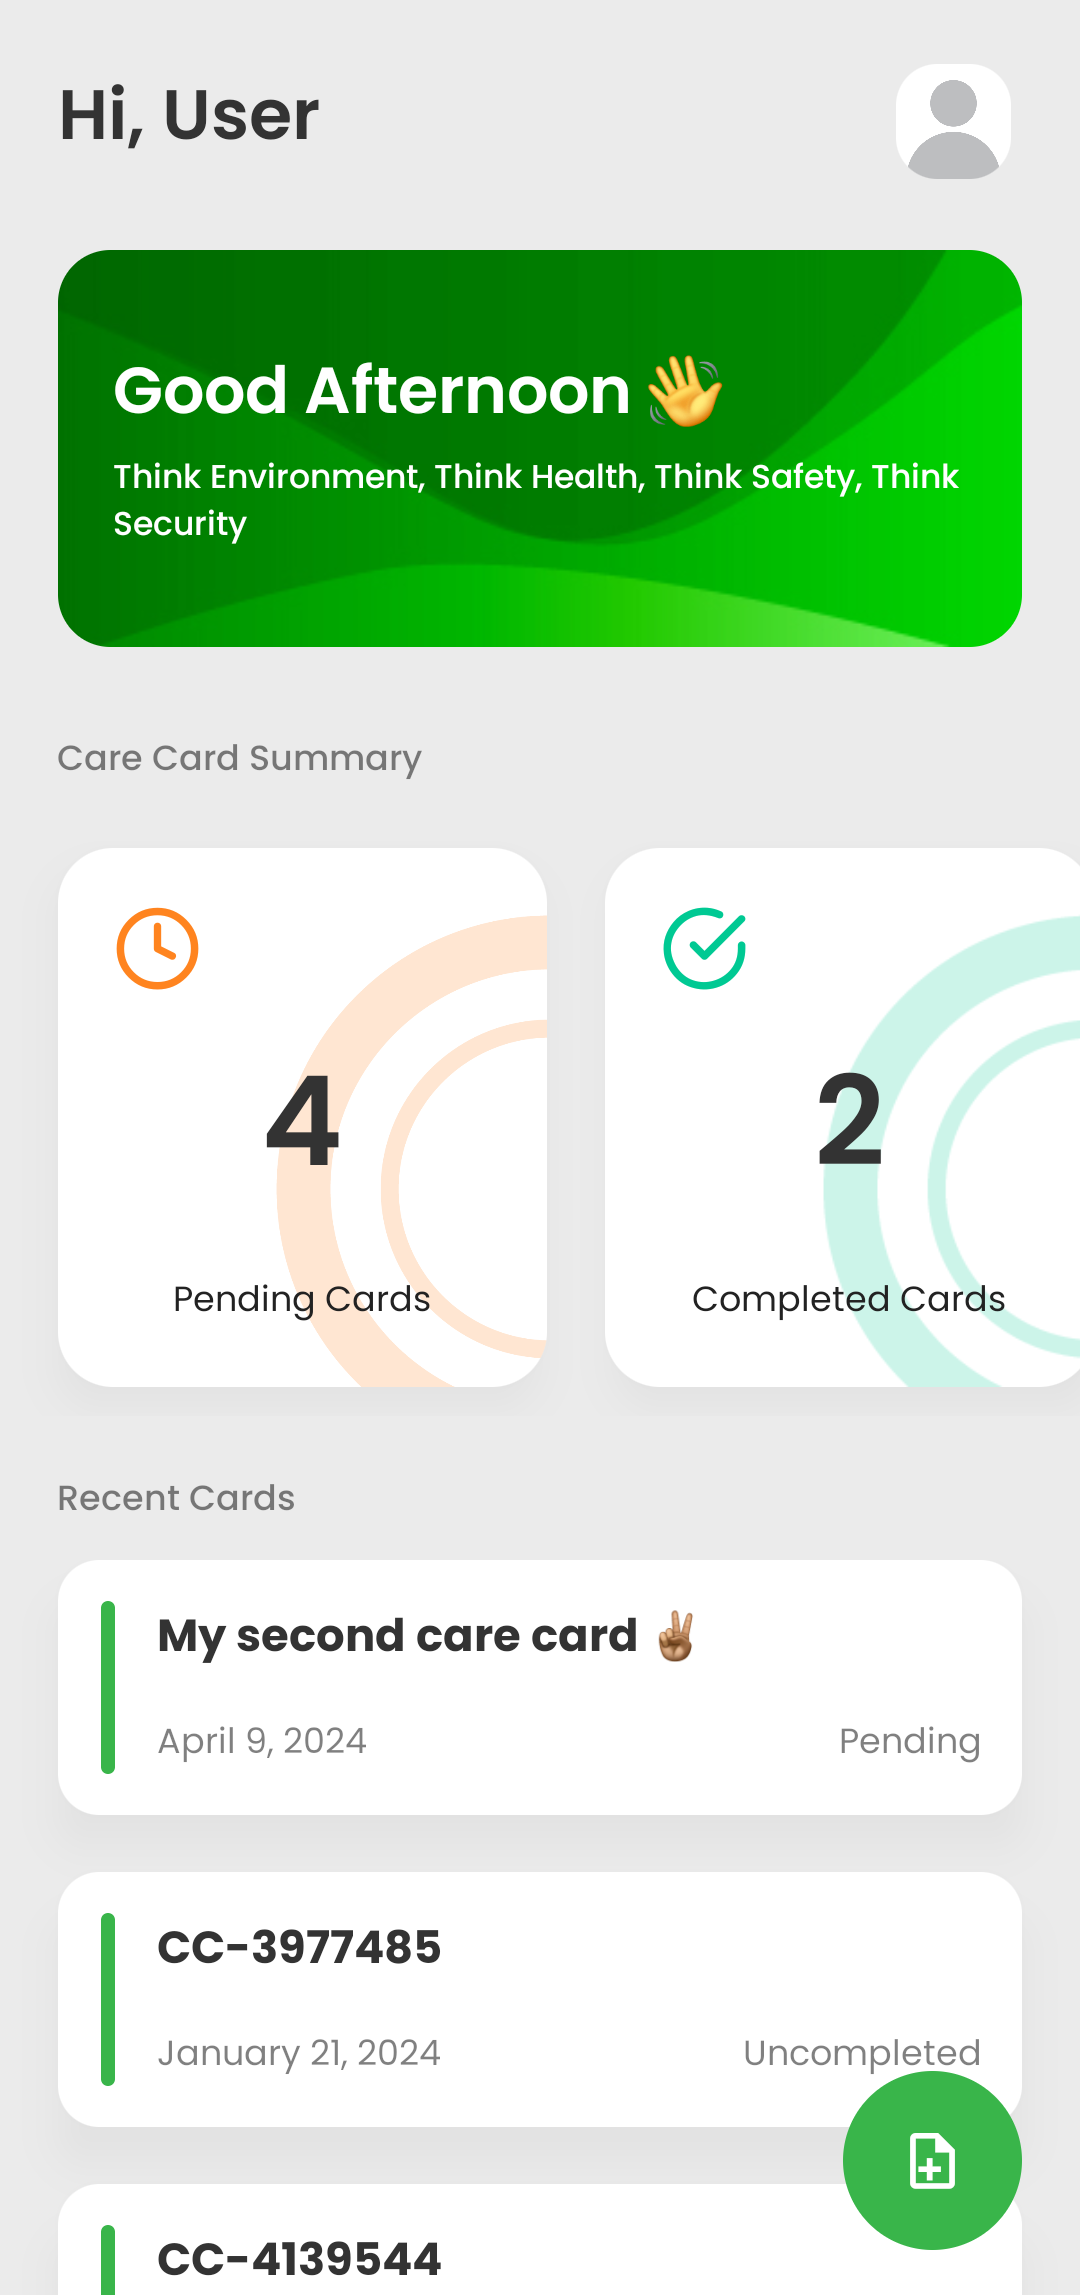 Hi, User
Good Afternoon 👋
Think Environment, Think Health, Think Safety, Think
Security
Care Card Summary
4
Pending Cards
2
Completed Cards
Recent Cards
My second care card ✌🏽
April 9, 2024
Pending
CC-3977485
January 21, 2024
Uncompleted
CC-4139544